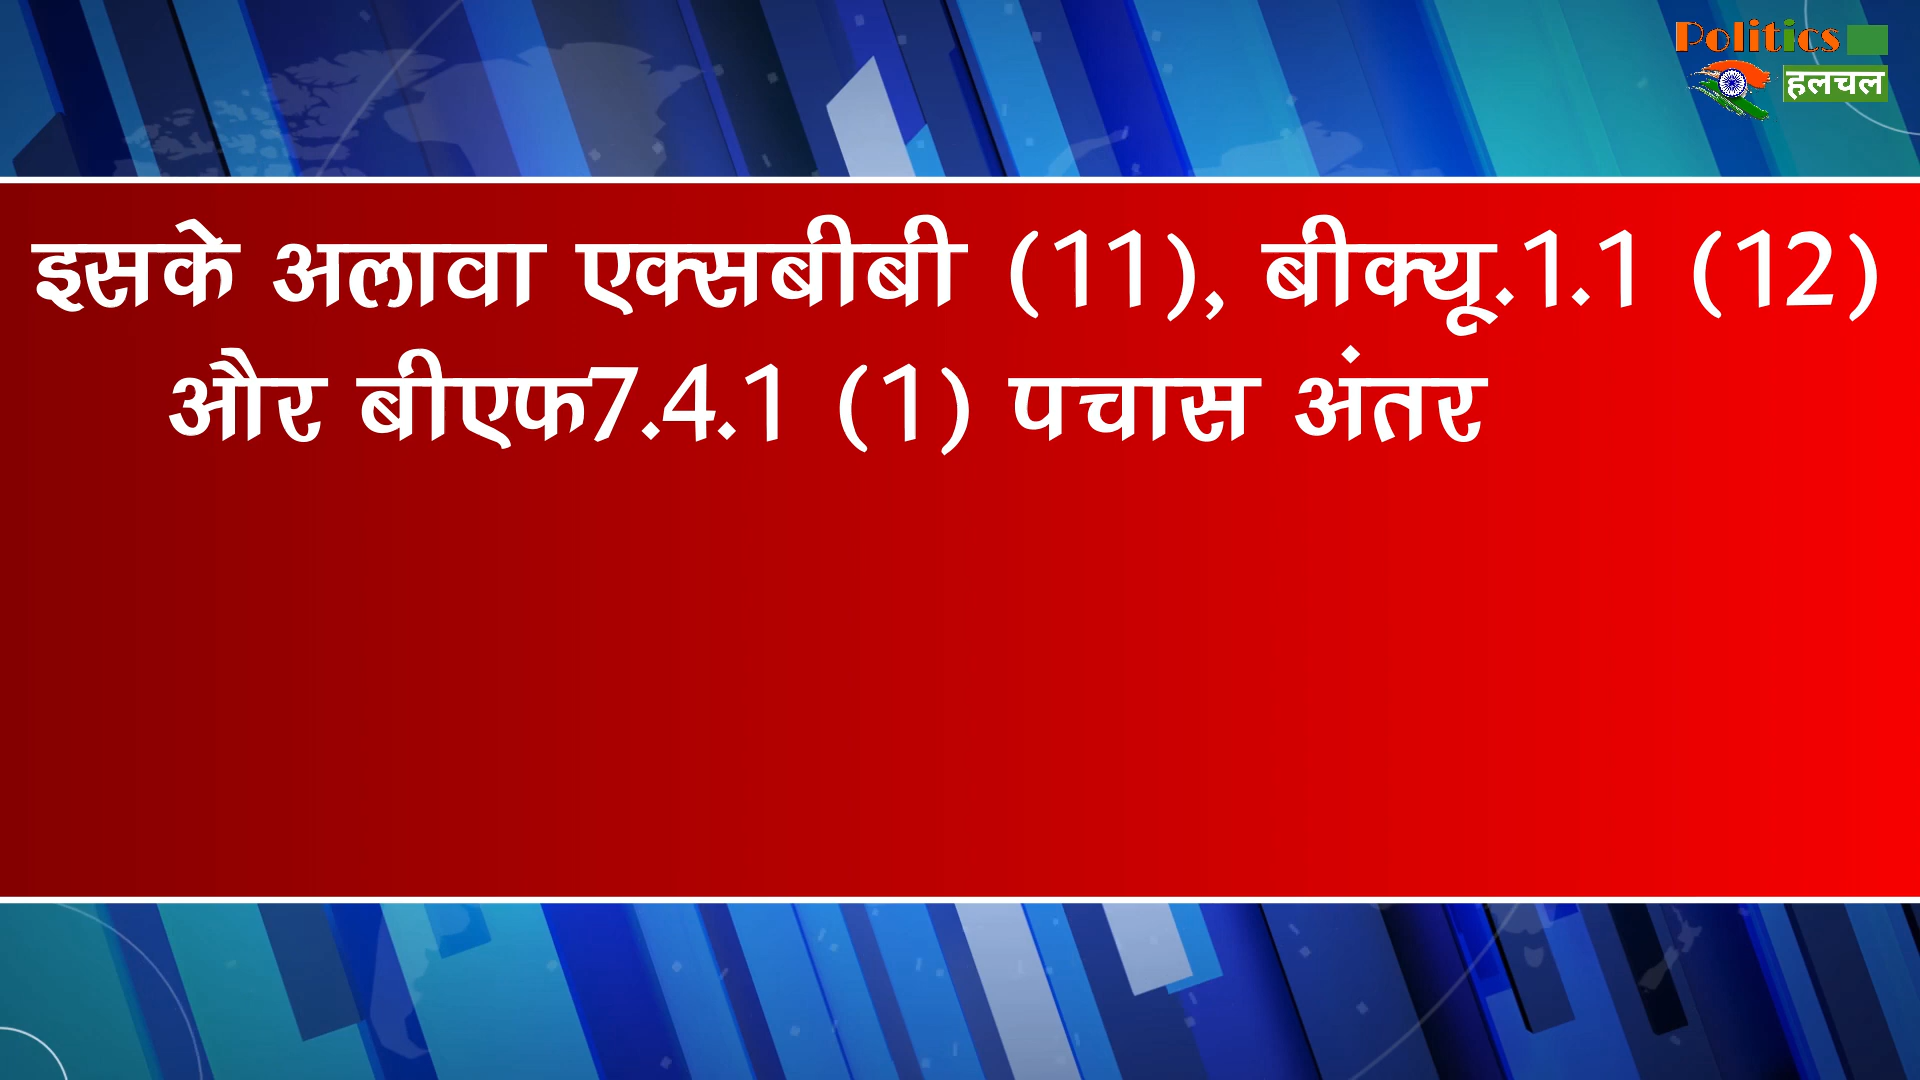 Politics
हलचल
इसके अलावा एक्सबीबी (11), बीक्यू.1.1 (12)
और बीएफ7.4.1 (1) पचास अंतर